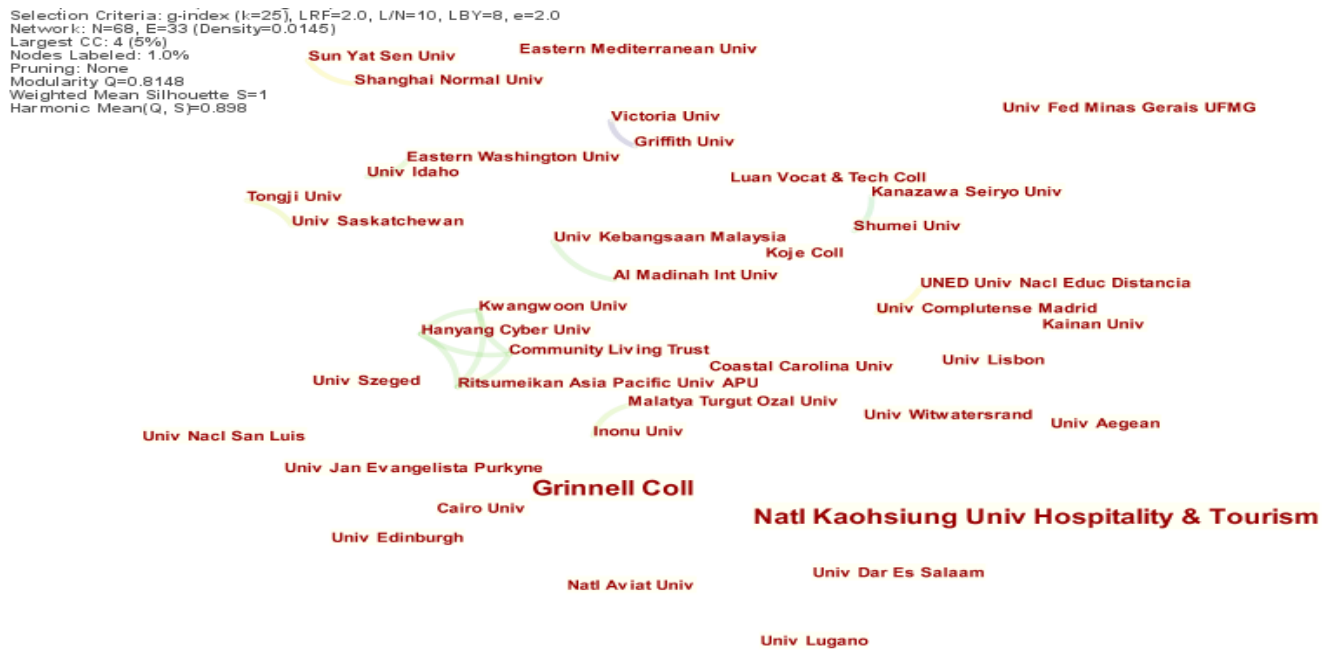 Selection Criteria: g-index (k=25), LRF=2.0, L/N=10, LBY=8, e=2.0
Network: N=68, E=33 (Density=0.0145)
Largest CC: 4 (5%)
Nodes Labeled: 1.0%
Pruning: None
Modularity Q=0.8148
Weighted Mean Silhouette S=1
Harmonic Mean(Q, S)=0.898
Eastern Mediterranean Univ
Sun Yat Sen Univ
Shanghai Normal Univ
Univ Fed Minas Gerais UFMG
Victoria Univ
Griffith Univ
Eastern Washington Univ
Univ Idaho
Luan Vocat & Tech Coll
Kanazawa Seiryo Univ
Tongji Univ
Univ Saskatchewan
Shumei Univ
Univ Kebangsaan Malaysia
Koje Coll
Al Madinah Int Univ
UNED Univ Nacl Educ Distancia
Kwangwoon Univ
Univ Complutense Madrid
Kainan Univ
Hanyang Cyber Univ
Community Living Trust
Univ Lisbon
Coastal Carolina Univ
Univ Szeged
Ritsumeikan Asia Pacific Univ APU
Malatya Turgut Ozal Univ
Univ Witwatersrand
Univ Aegean
Inonu Univ
Univ Nacl San Luis
Univ Jan Evangelista Purkyne
Grinnell Coll
Cairo Univ
Natl Kaohsiung Univ Hospitality & Tourism
Univ Edinburgh
Univ Dar Es Salaam
Natl Aviat Univ
Univ Lugano